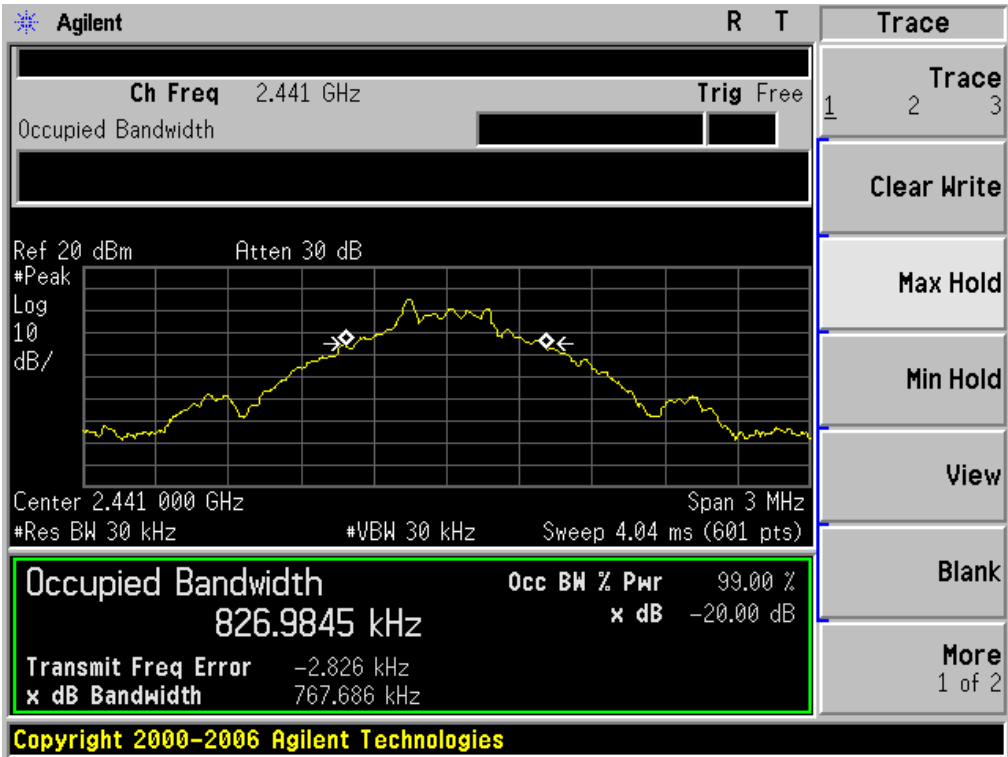 Agilent R T
Trace
Ch Freq 2.441 GHz Trig Free
Occupied Bandwidth
Trace
1 2 3
Clear Write
Max Hold
Min Hold
View
Blank
More
1 of 2
Ref 20 dBm Atten 30 dB
#Peak
Log
10
dB/
Center 2.441 000 GHz Span 3 MHz
#Res BW 30 kHz #VBW 30 kHz Sweep 4.04 ms (601 pts)
Occupied Bandwidth Occ BW % Pwr 99.00 %
826.9845 kHz x dB -20.00 dB
Transmit Freq Error -2.826 kHz
x dB Bandwidth 767.686 kHz
Copyright 2000-2006 Agilent Technologies